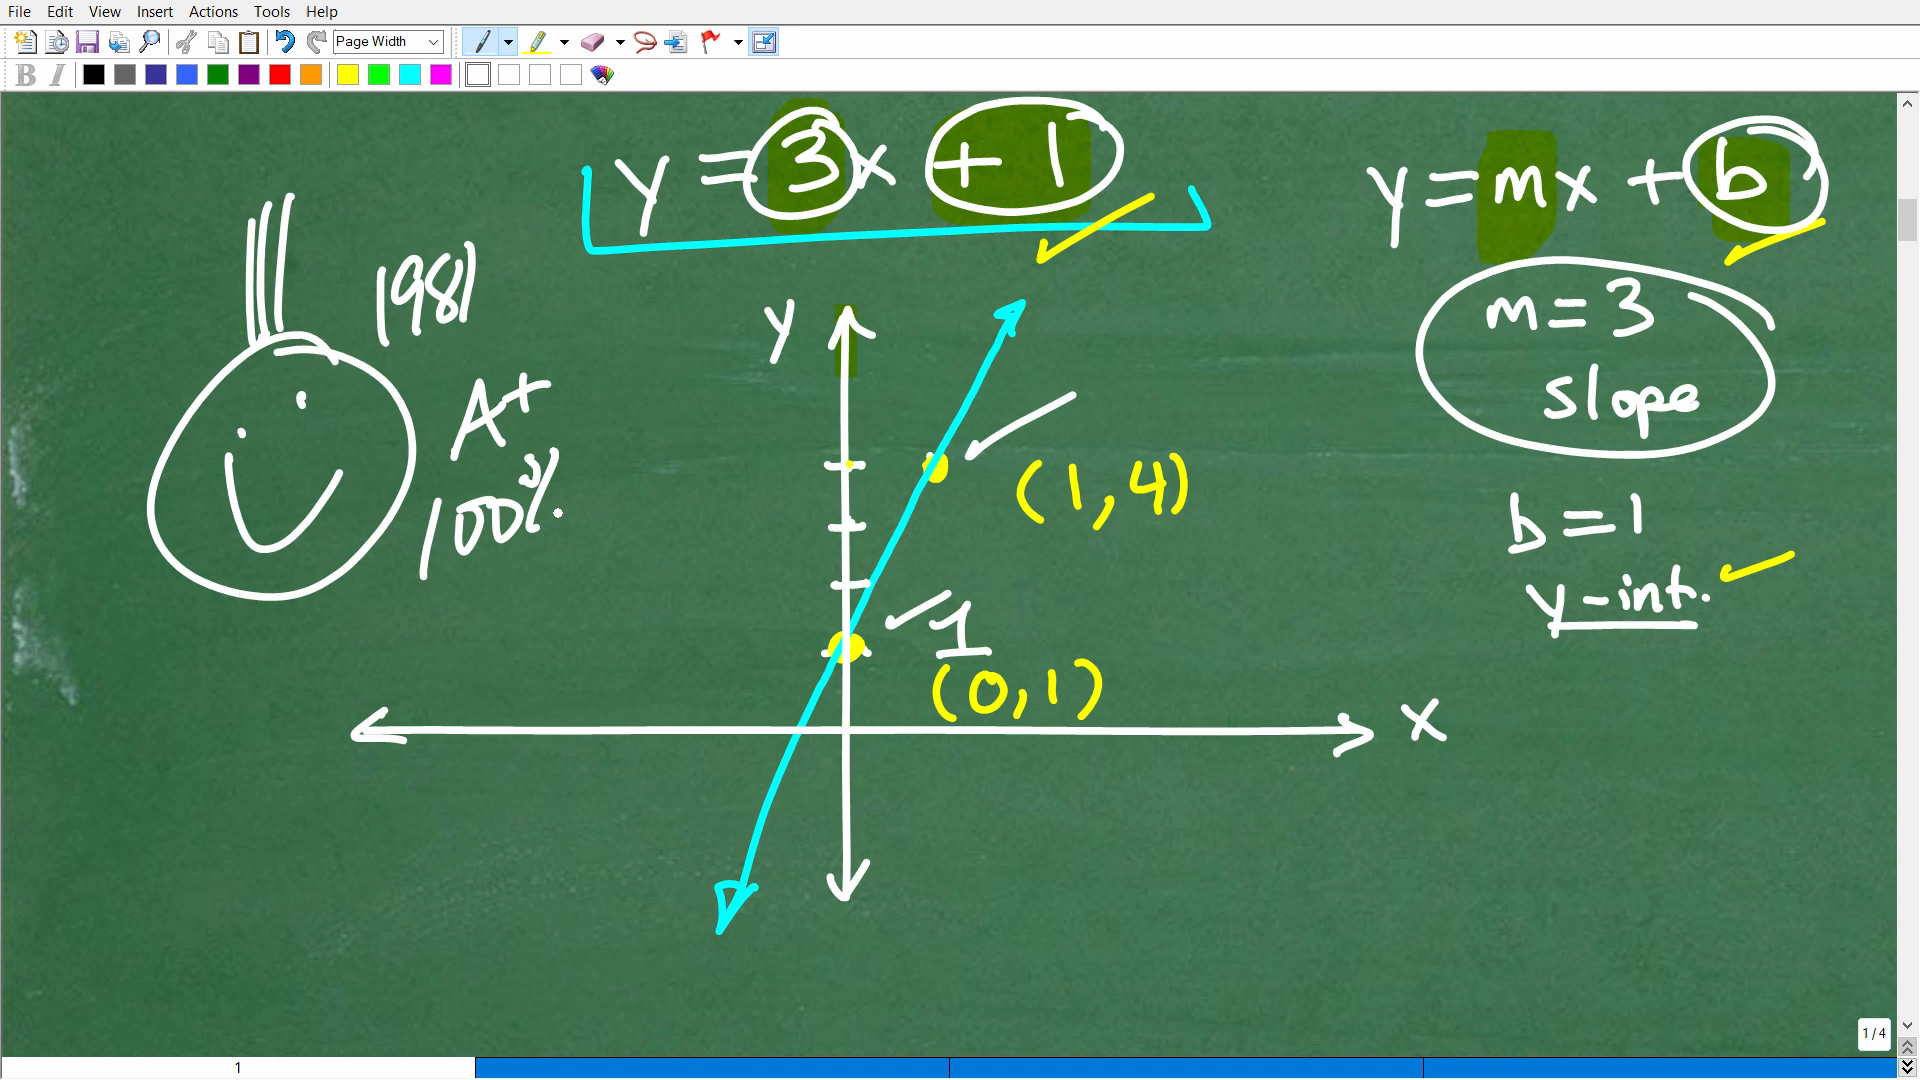 File Edit View Insert Actions Tools Help
Page Width
B I
y = 3x + 1
y = mx + b
m = 3
slope
b = 1
y - int.
1981
A+
100%
y
(1,4)
1
(0,1)
x
1 / 4
1